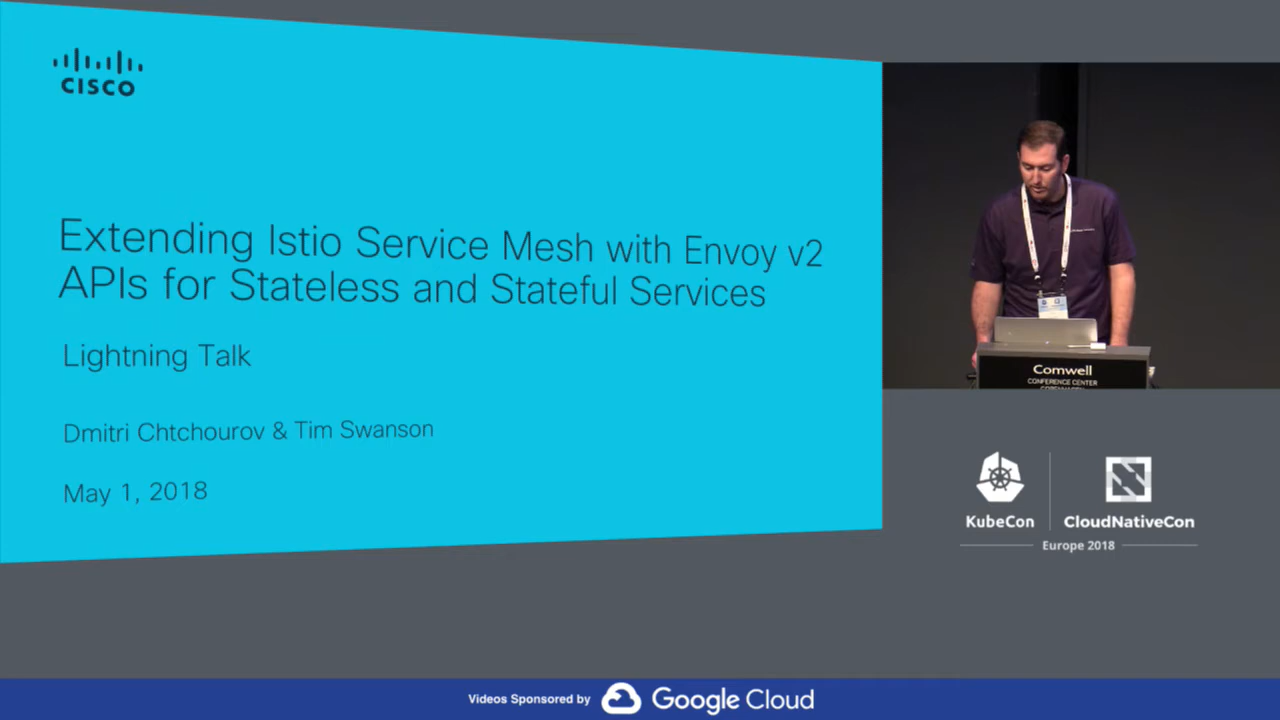 CISCO
Extending Istio Service Mesh with Envoy v2
APIs for Stateless and Stateful Services
Lightning Talk
Dmitri Chtchourov & Tim Swanson
May 1, 2018
Comwell
CONFERENCE CENTER
COPENHAGEN
KubeCon
CloudNativeCon
Europe 2018
Videos Sponsored by Google Cloud